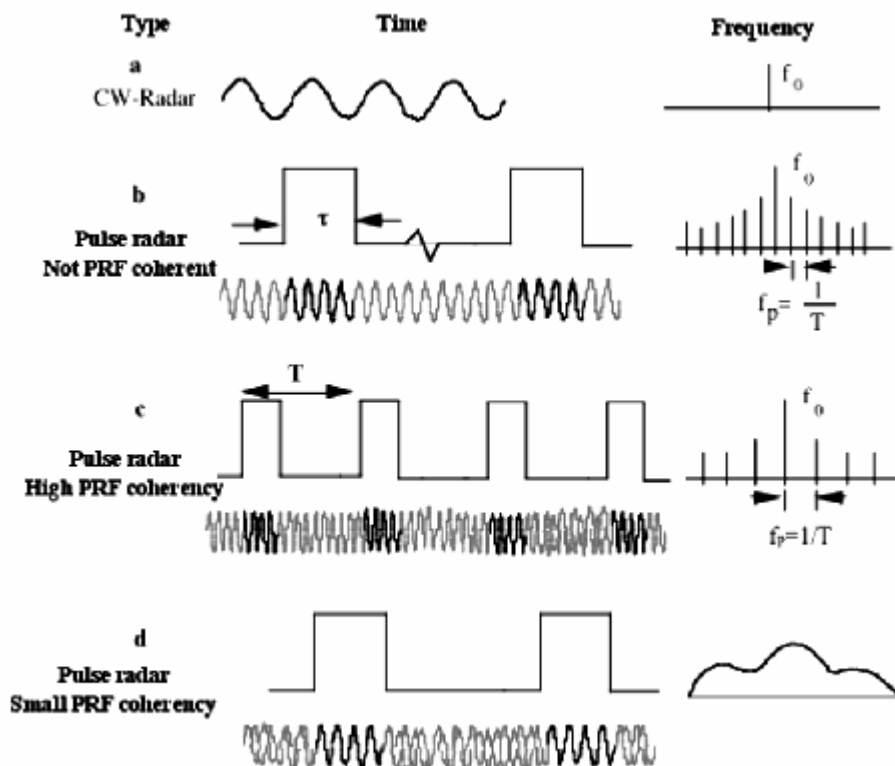 Type Time Frequency
a
CW-Radar
f0
b
Pulse radar
Not PRF coherent
τ
f0
fp= 1/T
T
c
Pulse radar
High PRF coherency
f0
fp=1/T
d
Pulse radar
Small PRF coherency